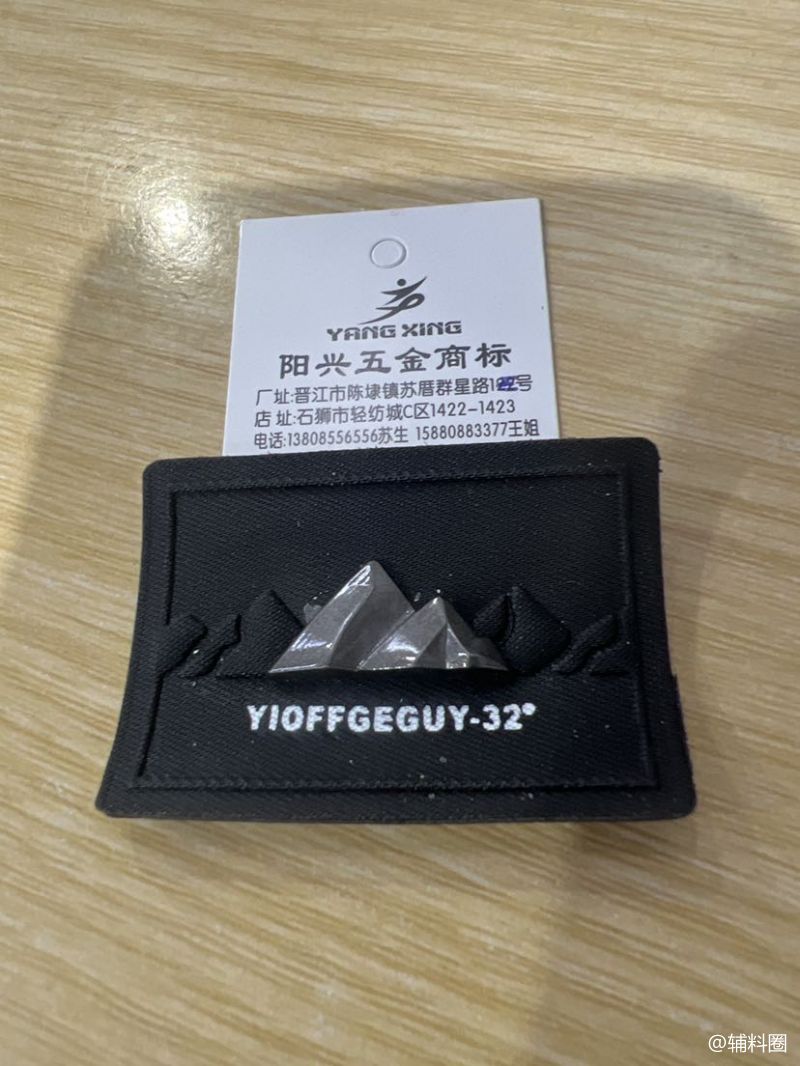 YANG XING
阳兴五金商标
厂址:晋江市陈埭镇苏厝群星路号
店 址:石狮市轻纺城C区1422-1423
电话:13808556556苏生 15880883377王姐
YIOFFGEGUY-32°
@辅料圈